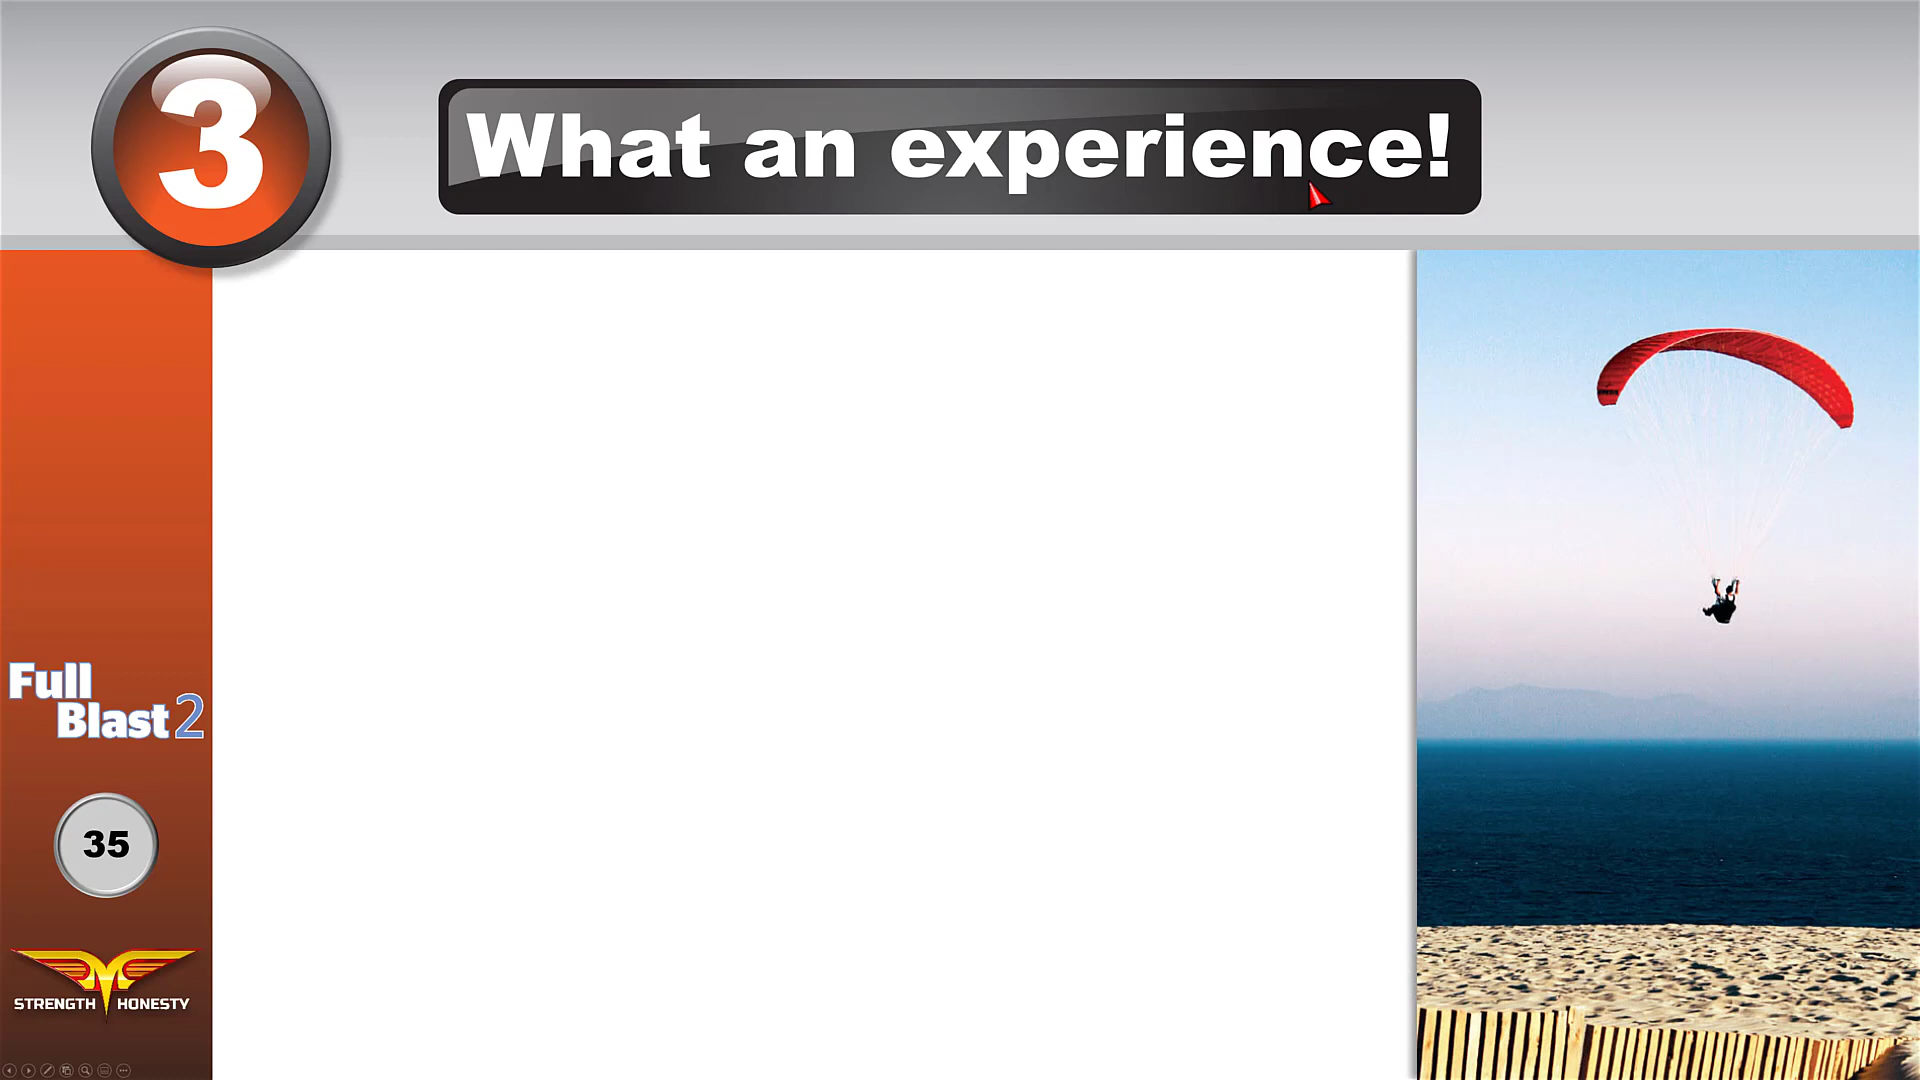 3
What an experience!
Full
Blast 2
35
STRENGTH HONESTY